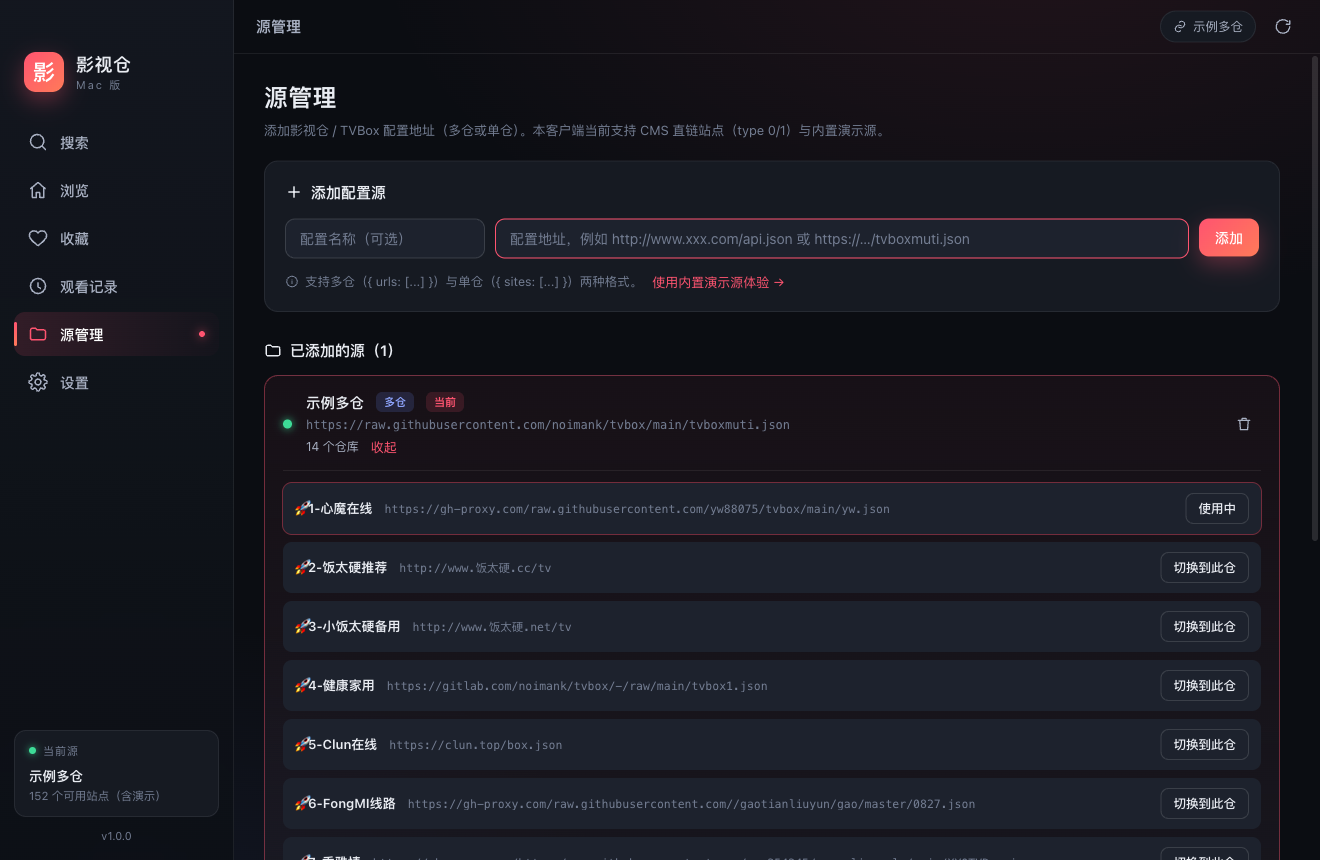 影 影视仓
Mac 版
搜索
浏览
收藏
观看记录
源管理
设置
当前源
示例多仓
152 个可用站点（含演示）
v1.0.0
源管理
示例多仓
源管理
添加影视仓 / TVBox 配置地址（多仓或单仓）。本客户端当前支持 CMS 直链站点（type 0/1）与内置演示源。
添加配置源
配置名称（可选） 配置地址，例如 http://www.xxx.com/api.json 或 https://.../tvboxmuti.json 添加
支持多仓（{ urls: [...] }）与单仓（{ sites: [...] }）两种格式。 使用内置演示源体验 →
已添加的源（1）
示例多仓 多仓 当前
https://raw.githubusercontent.com/noimank/tvbox/main/tvboxmuti.json
14 个仓库 收起
🚀1-心魔在线 https://gh-proxy.com/raw.githubusercontent.com/yw88075/tvbox/main/yw.json 使用中
🚀2-饭太硬推荐 http://www.饭太硬.cc/tv 切换到此仓
🚀3-小饭太硬备用 http://www.饭太硬.net/tv 切换到此仓
🚀4-健康家用 https://gitlab.com/noimank/tvbox/-/raw/main/tvbox1.json 切换到此仓
🚀5-Clun在线 https://clun.top/box.json 切换到此仓
🚀6-FongMI线路 https://gh-proxy.com/raw.githubusercontent.com//gaotianliuyun/gao/master/0827.json 切换到此仓
切换到此仓